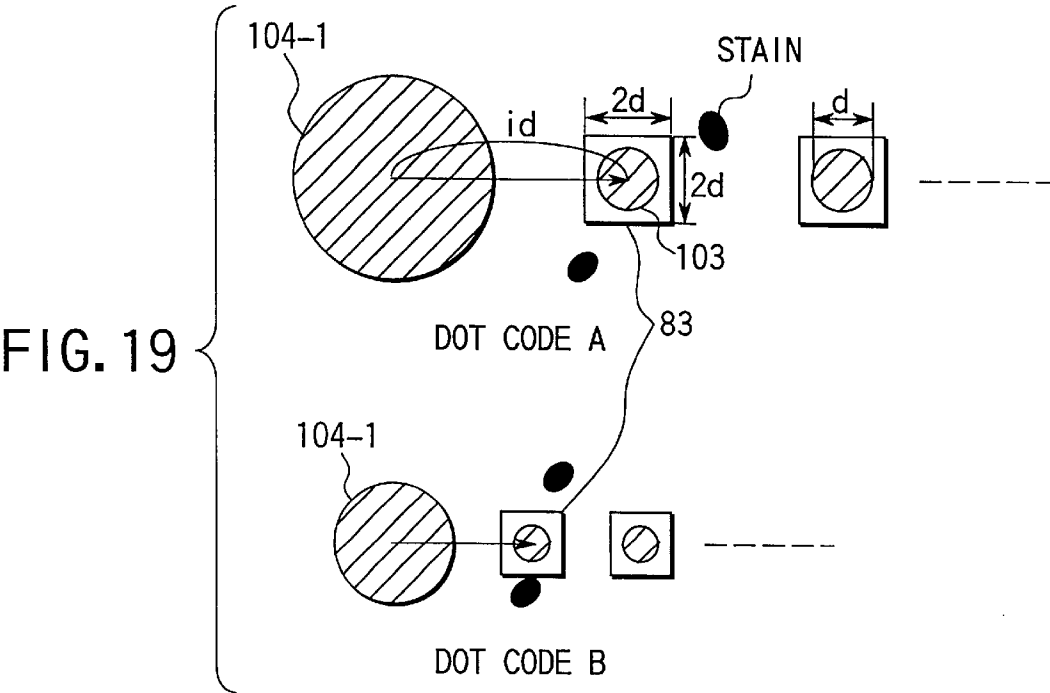 104-1
STAIN
2d
d
id
2d
103
DOT CODE A
83
FIG. 19
104-1
DOT CODE B